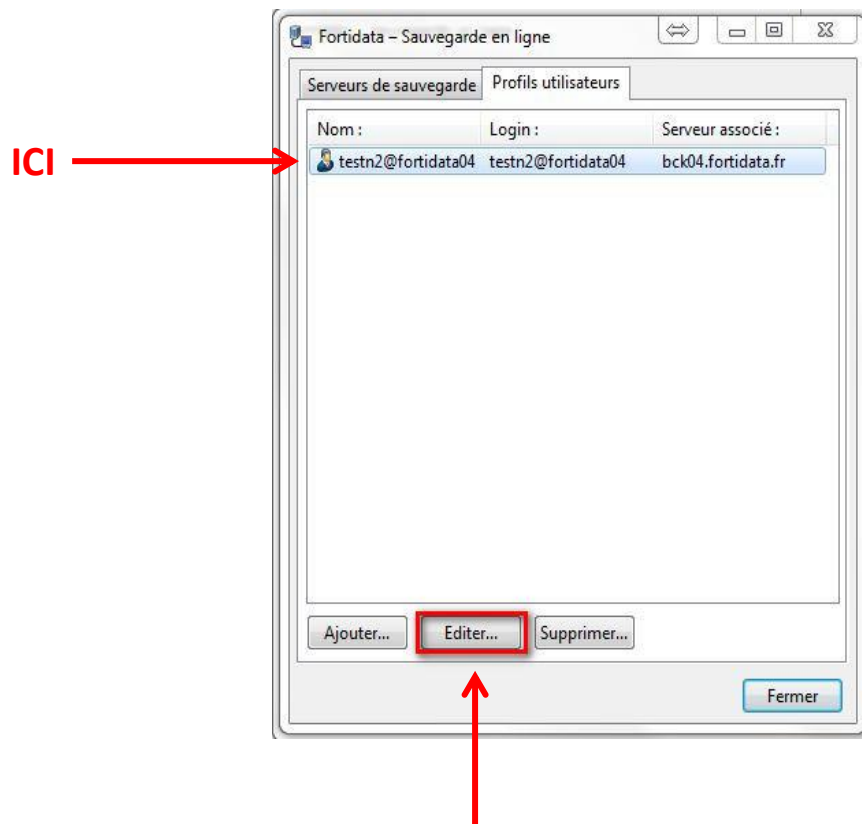 Fortidata – Sauvegarde en ligne
Serveurs de sauvegarde Profils utilisateurs
Nom : Login : Serveur associé :
ICI
testn2@fortidata04 testn2@fortidata04 bck04.fortidata.fr
Ajouter... Editer... Supprimer...
Fermer